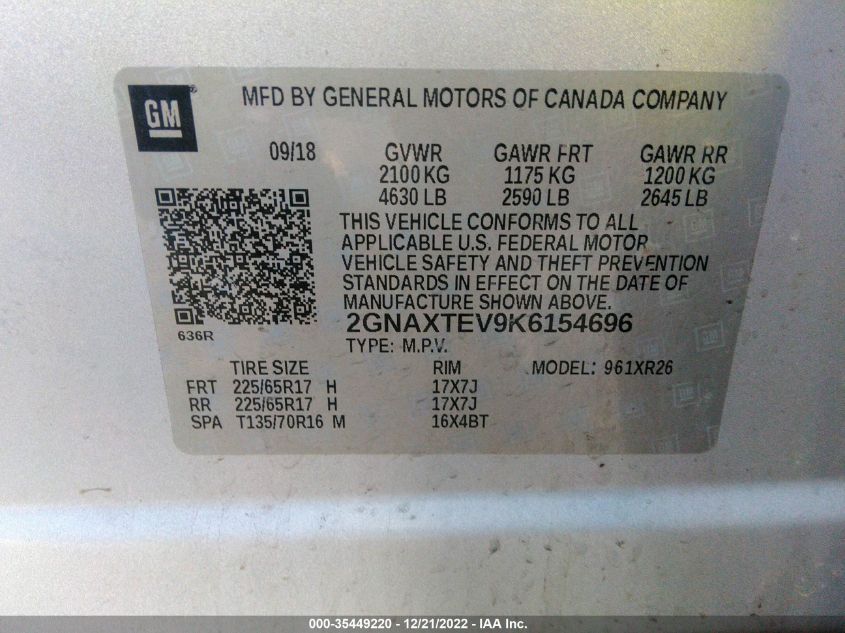 GM®
MFD BY GENERAL MOTORS OF CANADA COMPANY
09/18 GVWR GAWR FRT GAWR RR
2100 KG 1175 KG 1200 KG
4630 LB 2590 LB 2645 LB
THIS VEHICLE CONFORMS TO ALL
APPLICABLE U.S. FEDERAL MOTOR
VEHICLE SAFETY AND THEFT PREVENTION
STANDARDS IN EFFECT ON THE DATE OF
MANUFACTURE SHOWN ABOVE.
636R
2GNAXTEV9K6154696
TYPE: M.P.V.
TIRE SIZE RIM MODEL: 961XR26
FRT 225/65R17 H 17X7J
RR 225/65R17 H 17X7J
SPA T135/70R16 M 16X4BT
000-35449220 - 12/21/2022 - IAA Inc.